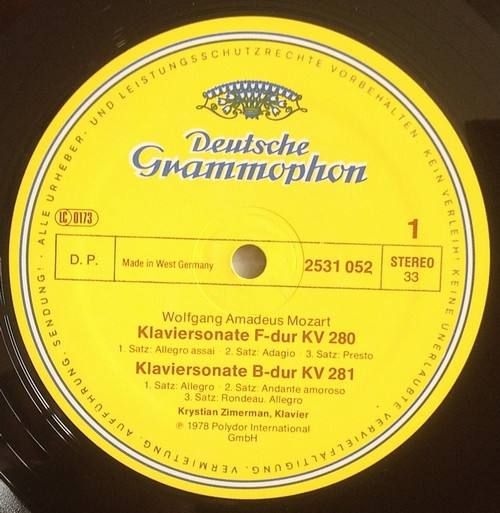 ALLE URHEBER- UND LEISTUNGSSCHUTZRECHTE VORBEHALTEN. KEIN VERLEIH! KEINE UNERLAUBTE VERVIELFÄLTIGUNG, VERMIETUNG, AUFFÜHRUNG, SENDUNG! ·
Deutsche
Grammophon
LC 0173
1
D. P.
Made in West Germany
2531 052
STEREO
33
Wolfgang Amadeus Mozart
Klaviersonate F-dur KV 280
1. Satz: Allegro assai · 2. Satz: Adagio · 3. Satz: Presto
Klaviersonate B-dur KV 281
1. Satz: Allegro · 2. Satz: Andante amoroso
3. Satz: Rondeau. Allegro
Krystian Zimerman, Klavier
℗ 1978 Polydor International
GmbH